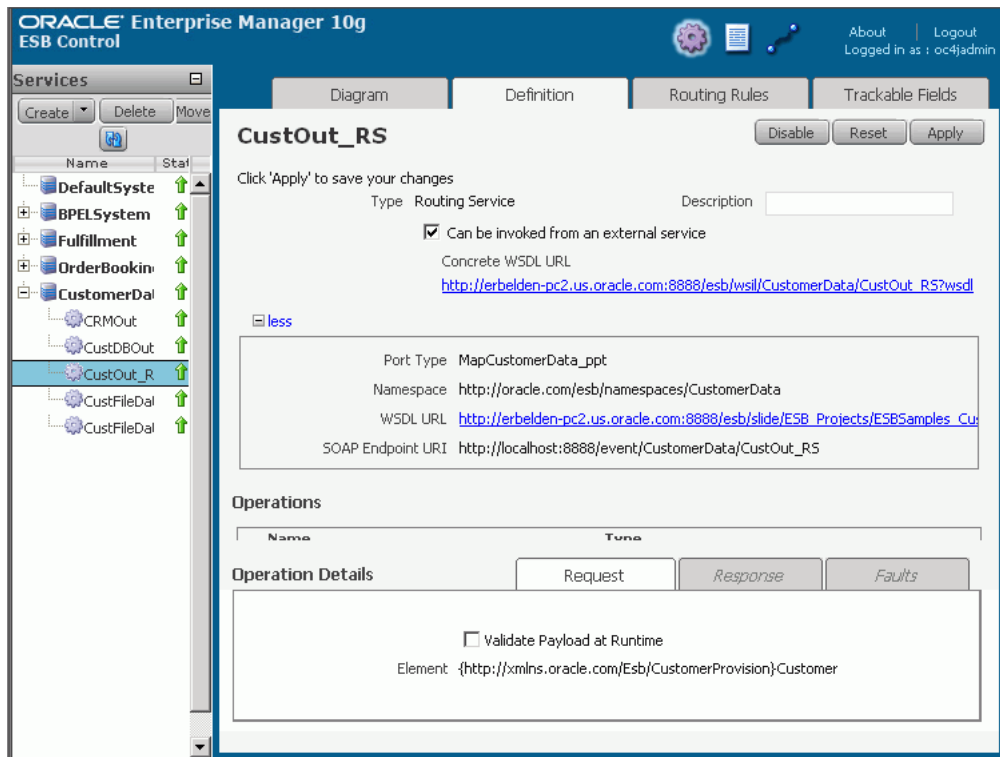 ORACLE Enterprise Manager 10g
ESB Control
About | Logout
Logged in as : oc4jadmin
Services
Create Delete Move
Name Stat
DefaultSyste
BPELSystem
Fulfillment
OrderBookin
CustomerDal
CRMOut
CustDBOut
CustOut_R
CustFileDal
CustFileDal
Diagram Definition Routing Rules Trackable Fields
CustOut_RS Disable Reset Apply
Click 'Apply' to save your changes
Type Routing Service Description
Can be invoked from an external service
Concrete WSDL URL
http://erbelden-pc2.us.oracle.com:8888/esb/wsil/CustomerData/CustOut_RS?wsdl
less
Port Type MapCustomerData_ppt
Namespace http://oracle.com/esb/namespaces/CustomerData
WSDL URL http://erbelden-pc2.us.oracle.com:8888/esb/slide/ESB_Projects/ESBSamples_Cu
SOAP Endpoint URI http://localhost:8888/event/CustomerData/CustOut_RS
Operations
Name Type
Operation Details Request Response Faults
Validate Payload at Runtime
Element {http://xmlns.oracle.com/Esb/CustomerProvision}Customer